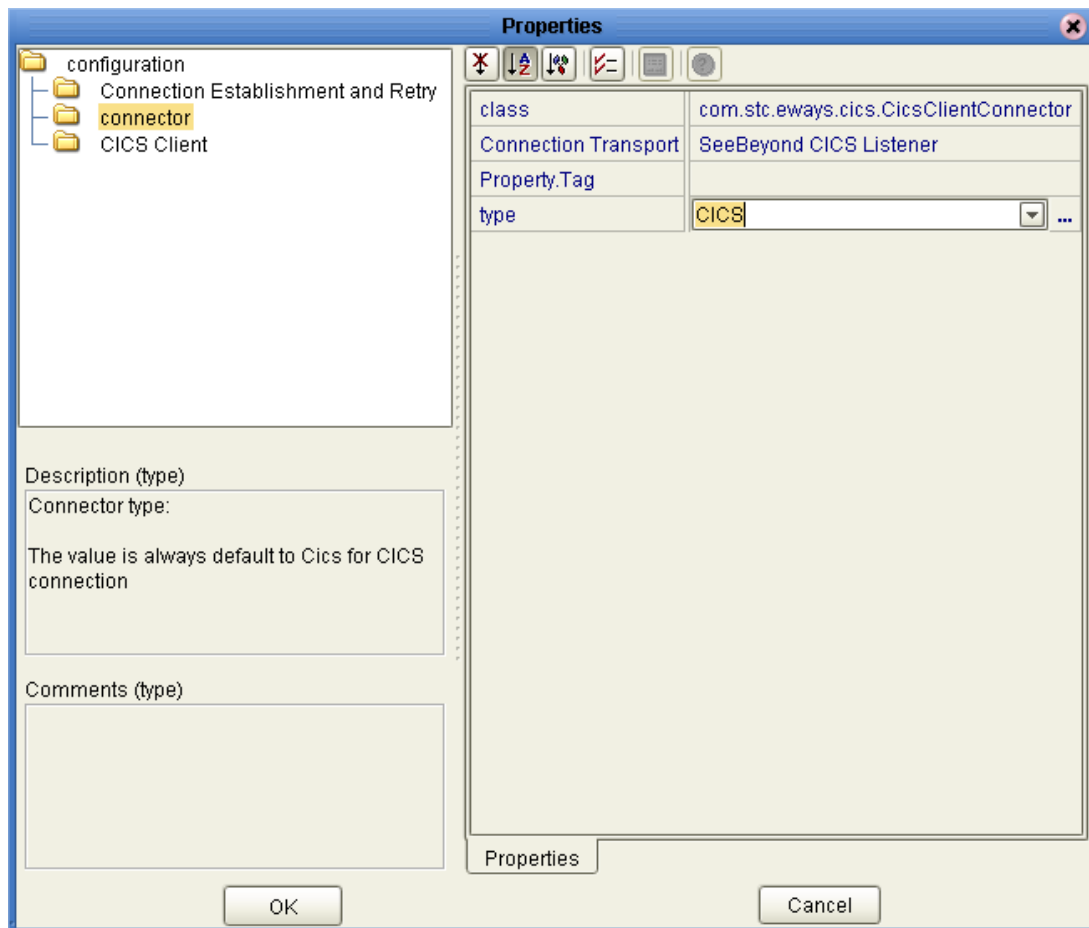 Properties
configuration
Connection Establishment and Retry
connector
CICS Client
class com.stc.eways.cics.CicsClientConnector
Connection Transport SeeBeyond CICS Listener
Property.Tag
type CICS ...
Description (type)
Connector type:
The value is always default to Cics for CICS
connection
Comments (type)
Properties
OK Cancel